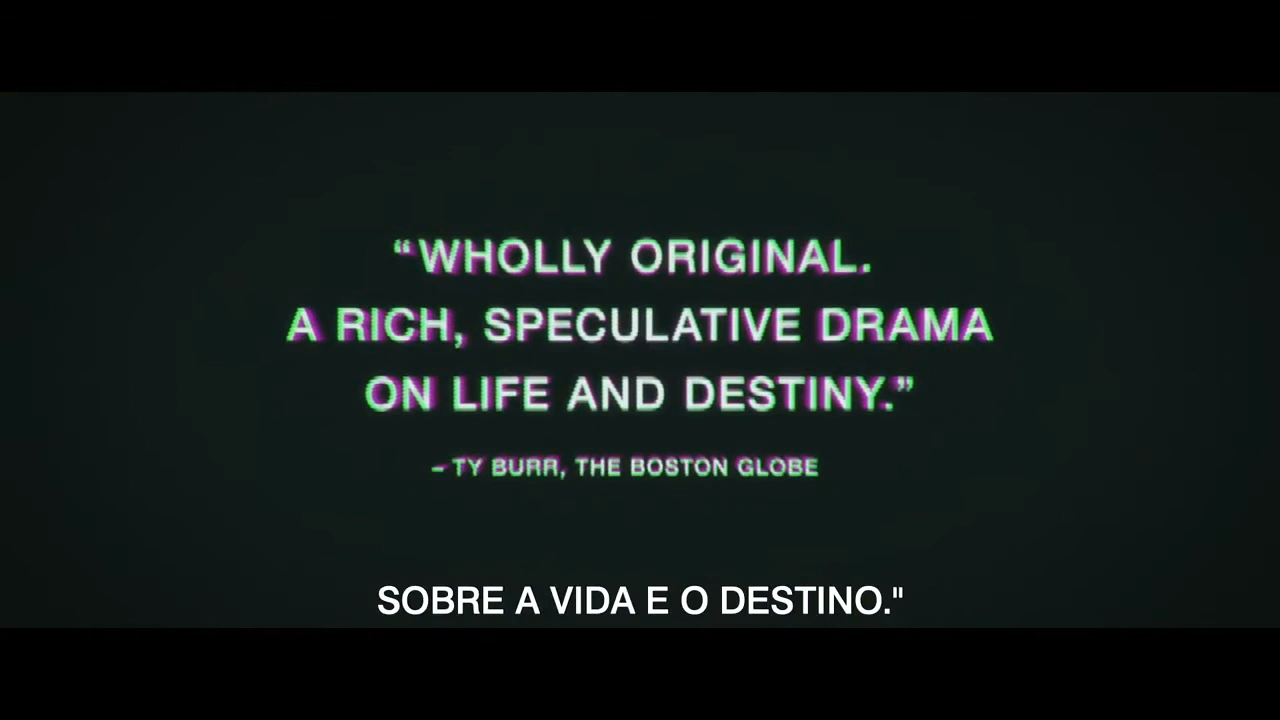 “WHOLLY ORIGINAL.
A RICH, SPECULATIVE DRAMA
ON LIFE AND DESTINY.”
– TY BURR, THE BOSTON GLOBE
SOBRE A VIDA E O DESTINO."